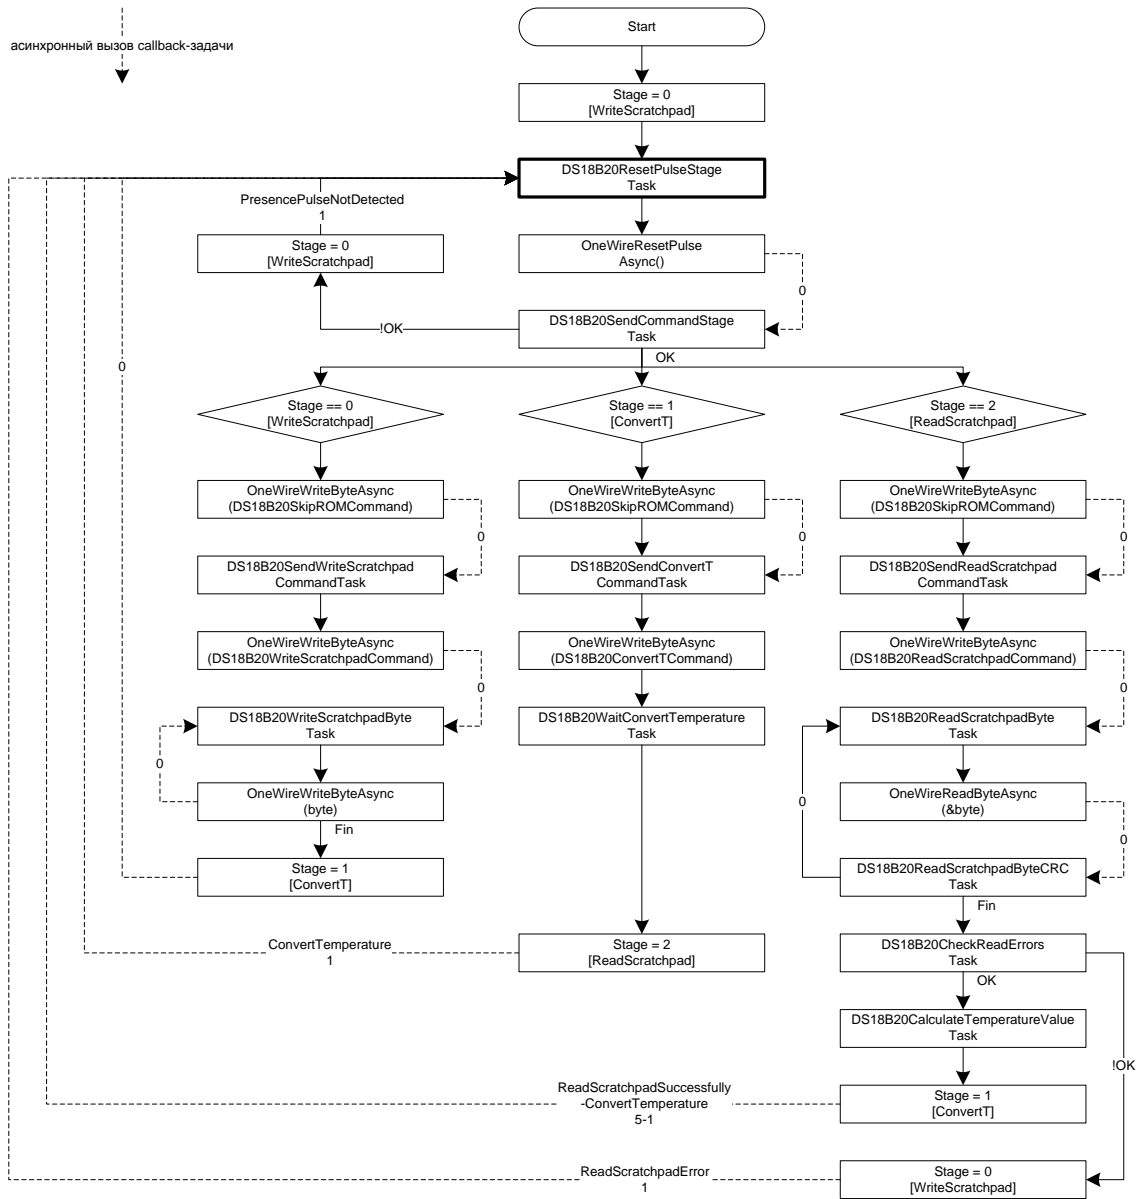 Start
асинхронный вызов callback-задачи
Stage = 0
[WriteScratchpad]
DS18B20ResetPulseStage
Task
PresencePulseNotDetected
1
Stage = 0
[WriteScratchpad]
OneWireResetPulse
Async()
0
DS18B20SendCommandStage
Task
!OK
OK
0
Stage == 0
[WriteScratchpad]
Stage == 1
[ConvertT]
Stage == 2
[ReadScratchpad]
OneWireWriteByteAsync
(DS18B20SkipROMCommand)
OneWireWriteByteAsync
(DS18B20SkipROMCommand)
OneWireWriteByteAsync
(DS18B20SkipROMCommand)
0
0
0
DS18B20SendWriteScratchpad
CommandTask
DS18B20SendConvertT
CommandTask
DS18B20SendReadScratchpad
CommandTask
OneWireWriteByteAsync
(DS18B20WriteScratchpadCommand)
OneWireWriteByteAsync
(DS18B20ConvertTCommand)
OneWireWriteByteAsync
(DS18B20ReadScratchpadCommand)
0
0
DS18B20WriteScratchpadByte
Task
DS18B20WaitConvertTemperature
Task
DS18B20ReadScratchpadByte
Task
0
OneWireWriteByteAsync
(byte)
0
OneWireReadByteAsync
(&byte)
0
Fin
Stage = 1
[ConvertT]
DS18B20ReadScratchpadByteCRC
Task
Fin
ConvertTemperature
1
Stage = 2
[ReadScratchpad]
DS18B20CheckReadErrors
Task
OK
DS18B20CalculateTemperatureValue
Task
!OK
ReadScratchpadSuccessfully
-ConvertTemperature
5-1
Stage = 1
[ConvertT]
ReadScratchpadError
1
Stage = 0
[WriteScratchpad]